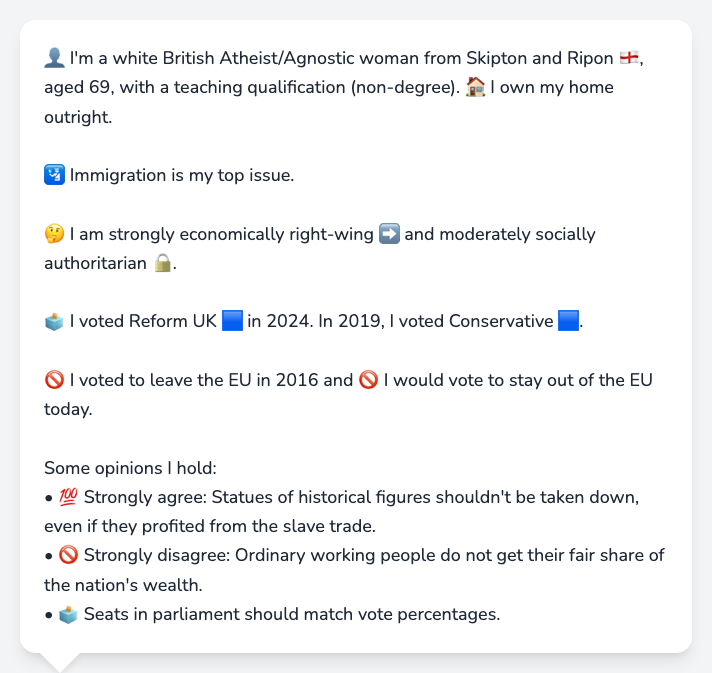 👤 I'm a white British Atheist/Agnostic woman from Skipton and Ripon 🏴󠁧󠁢󠁥󠁮󠁧󠁿,
aged 69, with a teaching qualification (non-degree). 🏠 I own my home
outright.
🛂 Immigration is my top issue.
🤔 I am strongly economically right-wing ➡️ and moderately socially
authoritarian 🔒.
🗳️ I voted Reform UK 🟦 in 2024. In 2019, I voted Conservative 🟦.
🚫 I voted to leave the EU in 2016 and 🚫 I would vote to stay out of the EU
today.
Some opinions I hold:
• 💯 Strongly agree: Statues of historical figures shouldn't be taken down,
even if they profited from the slave trade.
• 🚫 Strongly disagree: Ordinary working people do not get their fair share of
the nation's wealth.
• 🗳️ Seats in parliament should match vote percentages.